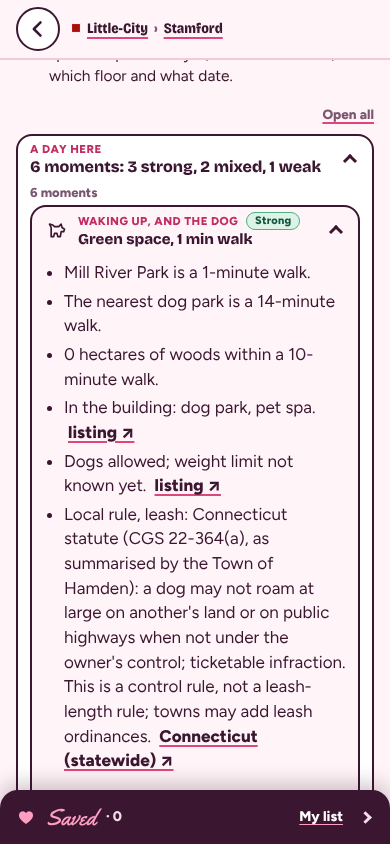 Little-City › Stamford
which floor and what date.
Open all
A DAY HERE
6 moments: 3 strong, 2 mixed, 1 weak
6 moments
WAKING UP, AND THE DOG Strong
Green space, 1 min walk
• Mill River Park is a 1-minute walk.
• The nearest dog park is a 14-minute
walk.
• 0 hectares of woods within a 10-
minute walk.
• In the building: dog park, pet spa.
listing ↗
• Dogs allowed; weight limit not
known yet. listing ↗
• Local rule, leash: Connecticut
statute (CGS 22-364(a), as
summarised by the Town of
Hamden): a dog may not roam at
large on another's land or on public
highways when not under the
owner's control; ticketable infraction.
This is a control rule, not a leash-
length rule; towns may add leash
ordinances. Connecticut
(statewide) ↗
Saved · 0
My list